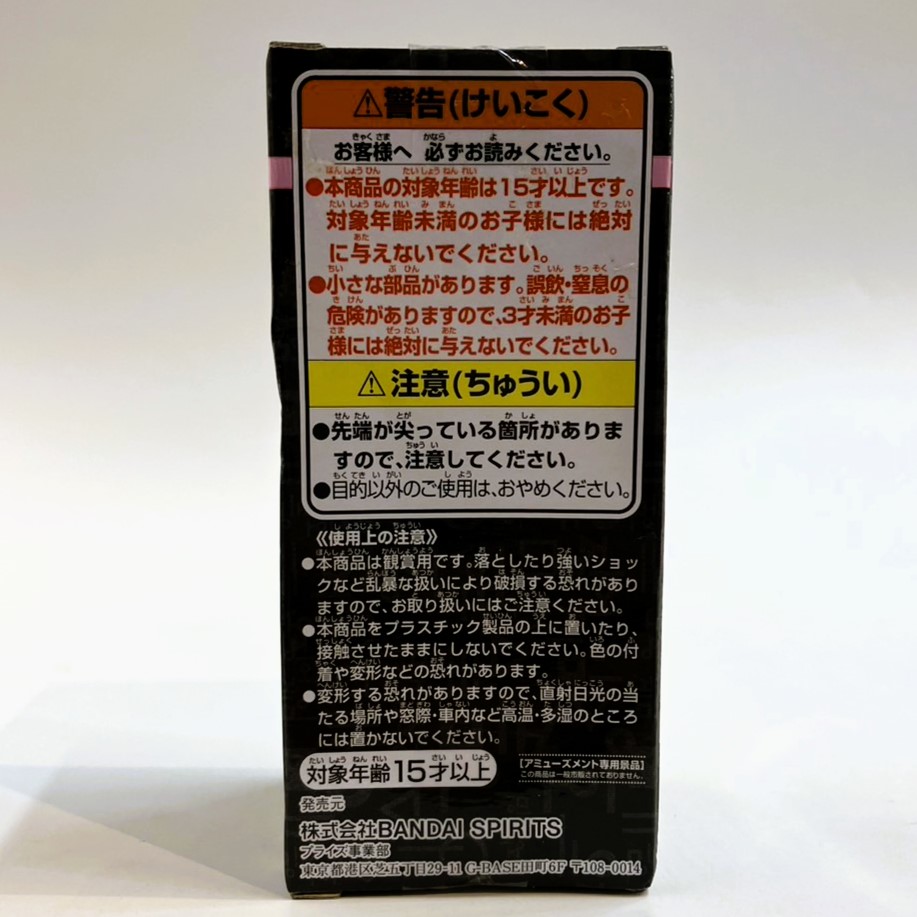 ⚠警告(けいこく)
お客様へ 必ずお読みください。
●本商品の対象年齢は15才以上です。
対象年齢未満のお子様には絶対
に与えないでください。
●小さな部品があります。誤飲・窒息の
危険がありますので、3才未満のお子
様には絶対に与えないでください。
⚠注意(ちゅうい)
●先端が尖っている箇所がありま
すので、注意してください。
●目的以外のご使用は、おやめください。
《使用上の注意》
●本商品は観賞用です。落としたり強いショッ
クなど乱暴な扱いにより破損する恐れがあり
ますので、お取り扱いにはご注意ください。
●本商品をプラスチック製品の上に置いたり、
接触させたままにしないでください。色の付
着や変形などの恐れがあります。
●変形する恐れがありますので、直射日光の当
たる場所や窓際・車内など高温・多湿のところ
には置かないでください。
対象年齢15才以上
[アミューズメント専用景品]
この商品は一般市販されておりません。
発売元
株式会社BANDAI SPIRITS
プライズ事業部
東京都港区芝五丁目29-11 G-BASE田町6F 〒108-0014